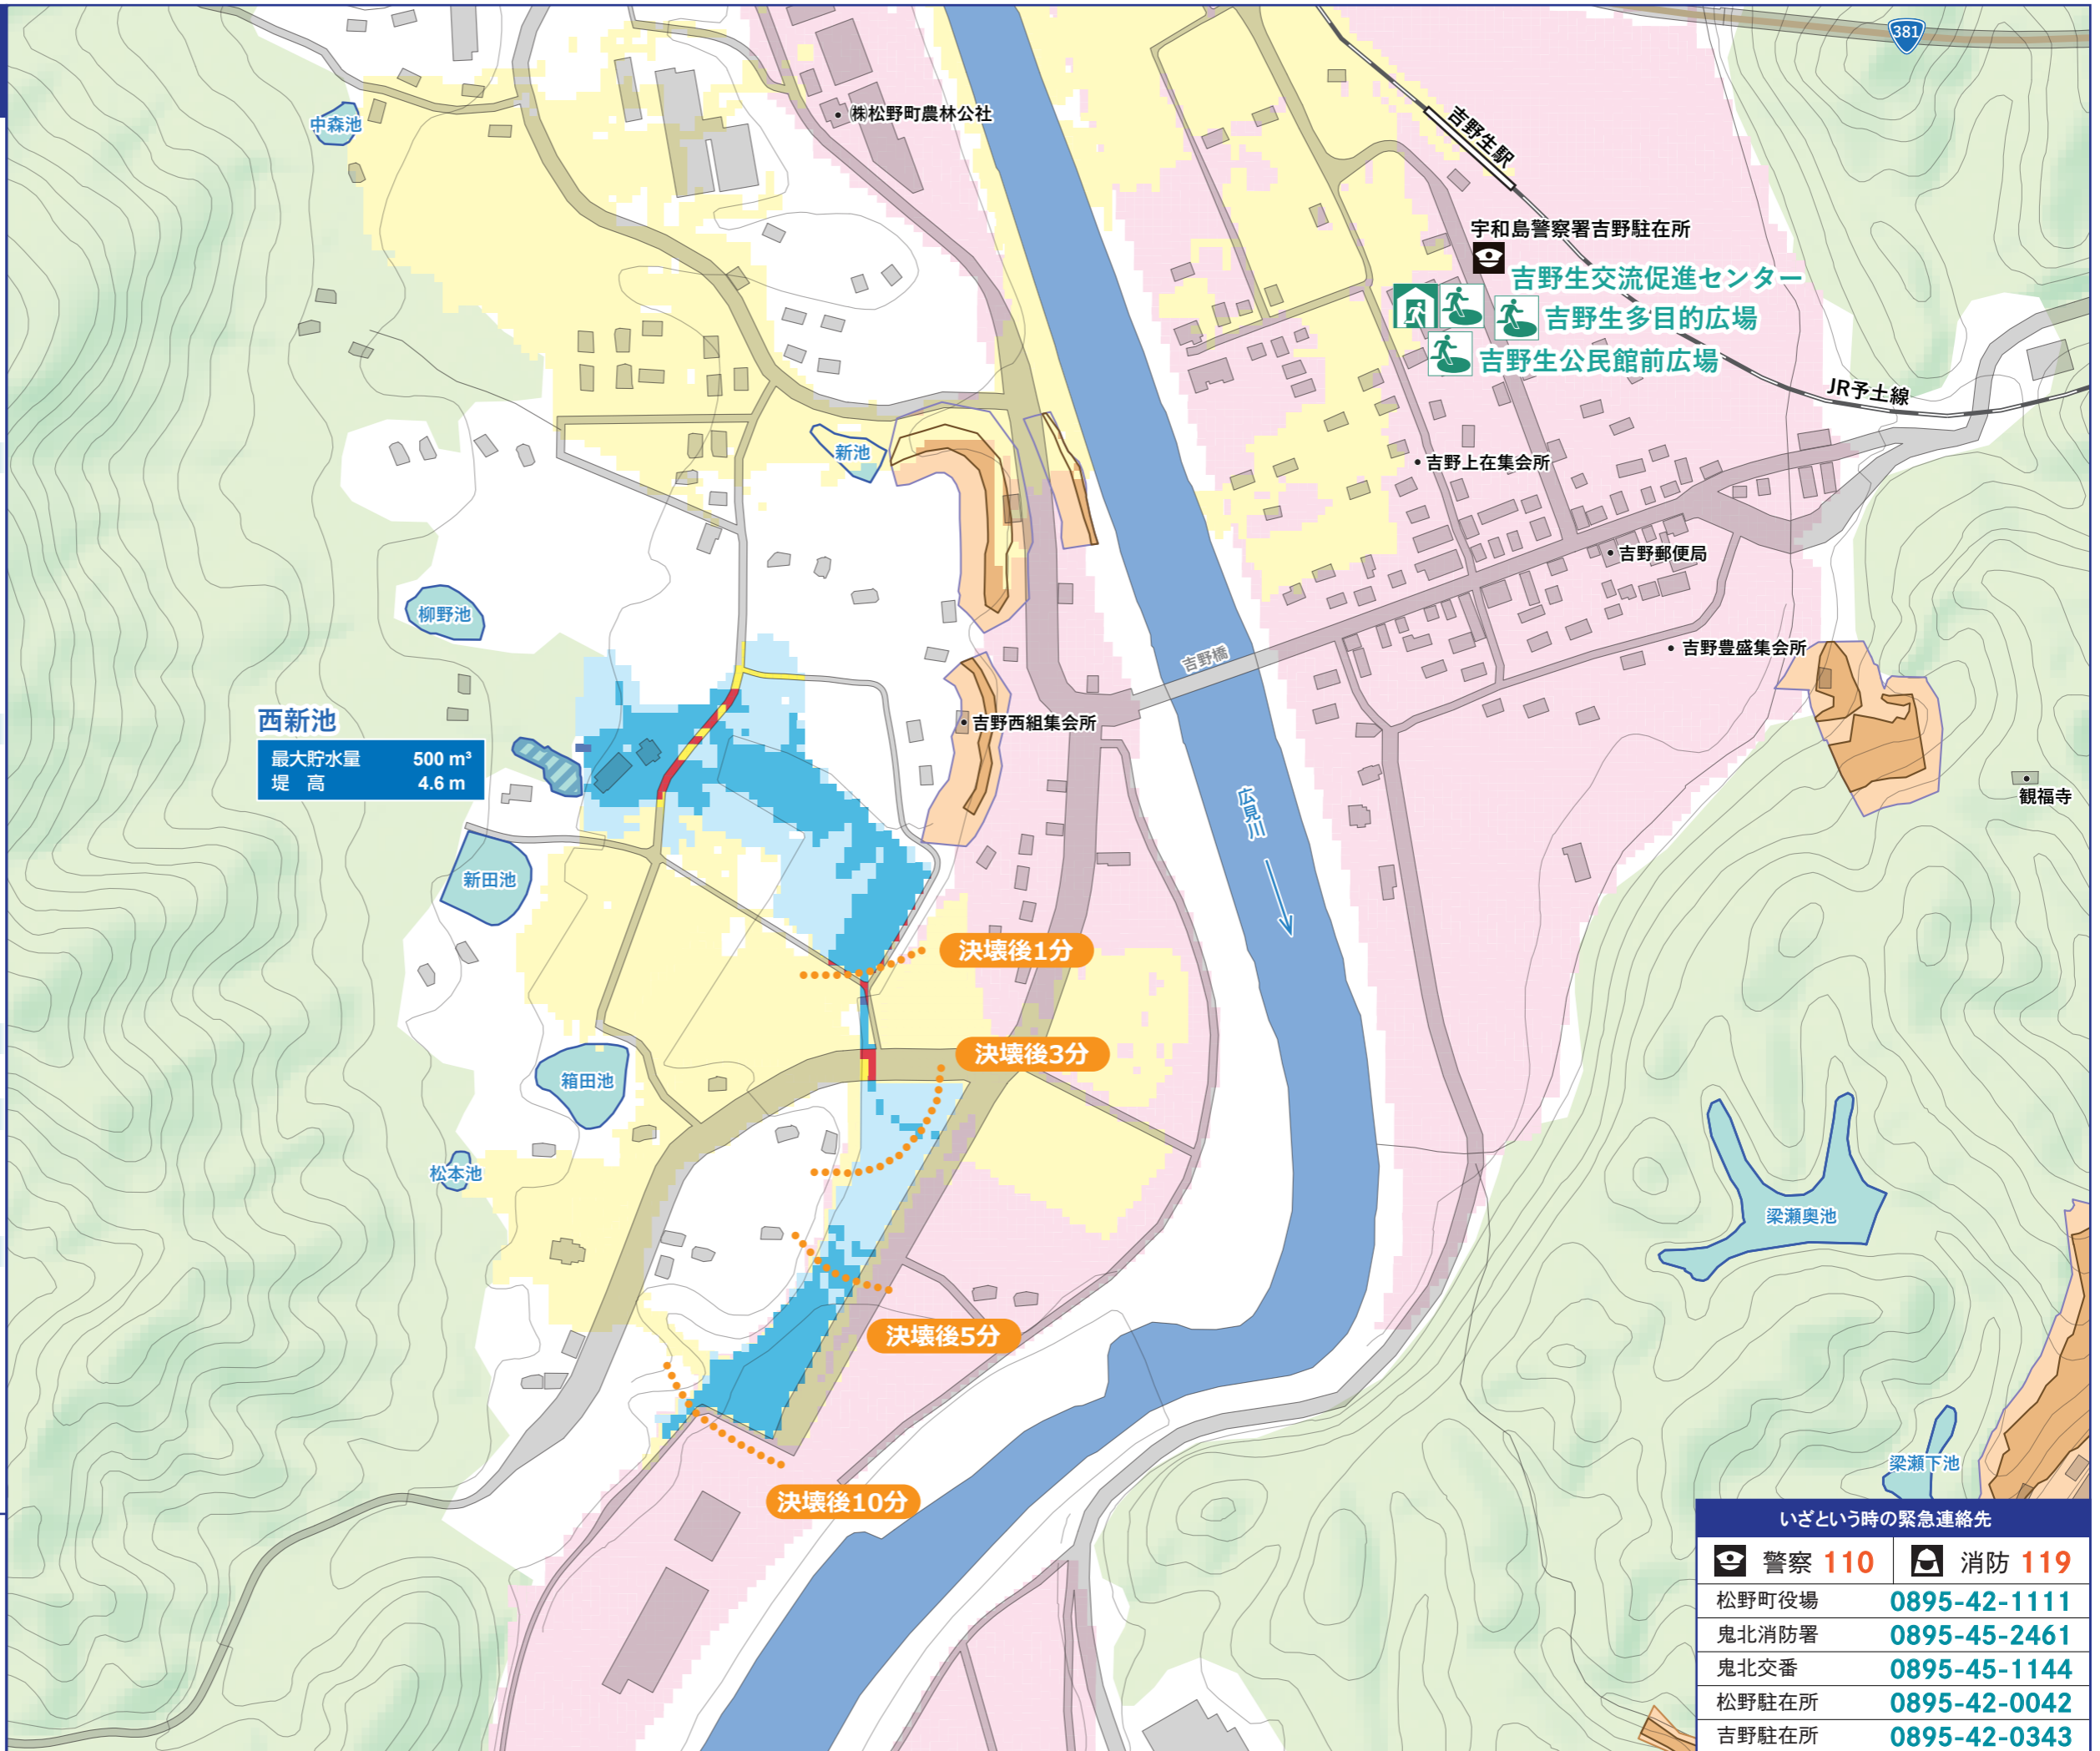 381
中森池
㈱松野町農林公社
吉野生駅
宇和島警察署吉野駐在所
吉野生交流促進センター
吉野生多目的広場
吉野生公民館前広場
JR予土線
新池
吉野上在集会所
吉野郵便局
柳野池
吉野豊盛集会所
吉野橋
西新池
最大貯水量 500 m³
堤 高 4.6 m
吉野西組集会所
観福寺
広見川
新田池
決壊後1分
決壊後3分
箱田池
松本池
梁瀬奥池
決壊後5分
梁瀬下池
決壊後10分
いざという時の緊急連絡先
警察 110 消防 119
松野町役場 0895-42-1111
鬼北消防署 0895-45-2461
鬼北交番 0895-45-1144
松野駐在所 0895-42-0042
吉野駐在所 0895-42-0343